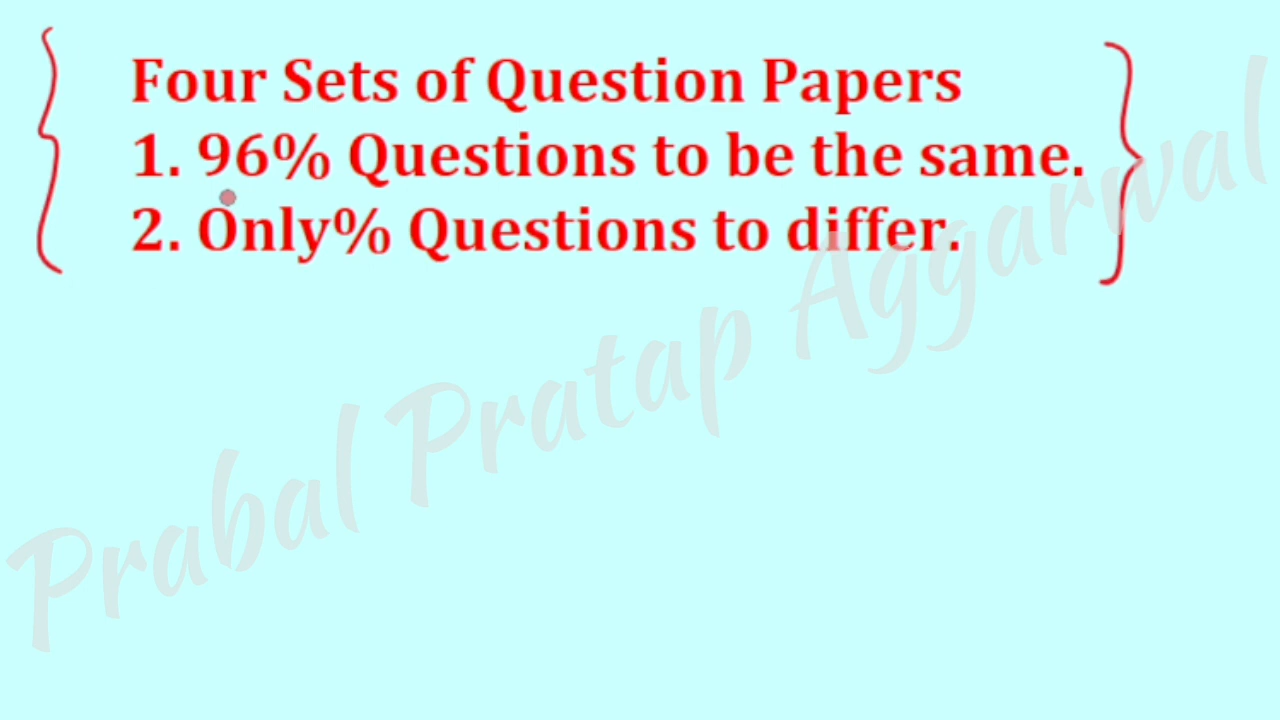 Four Sets of Question Papers
1. 96% Questions to be the same.
2. Only% Questions to differ.
Prabal Pratap Aggarwal